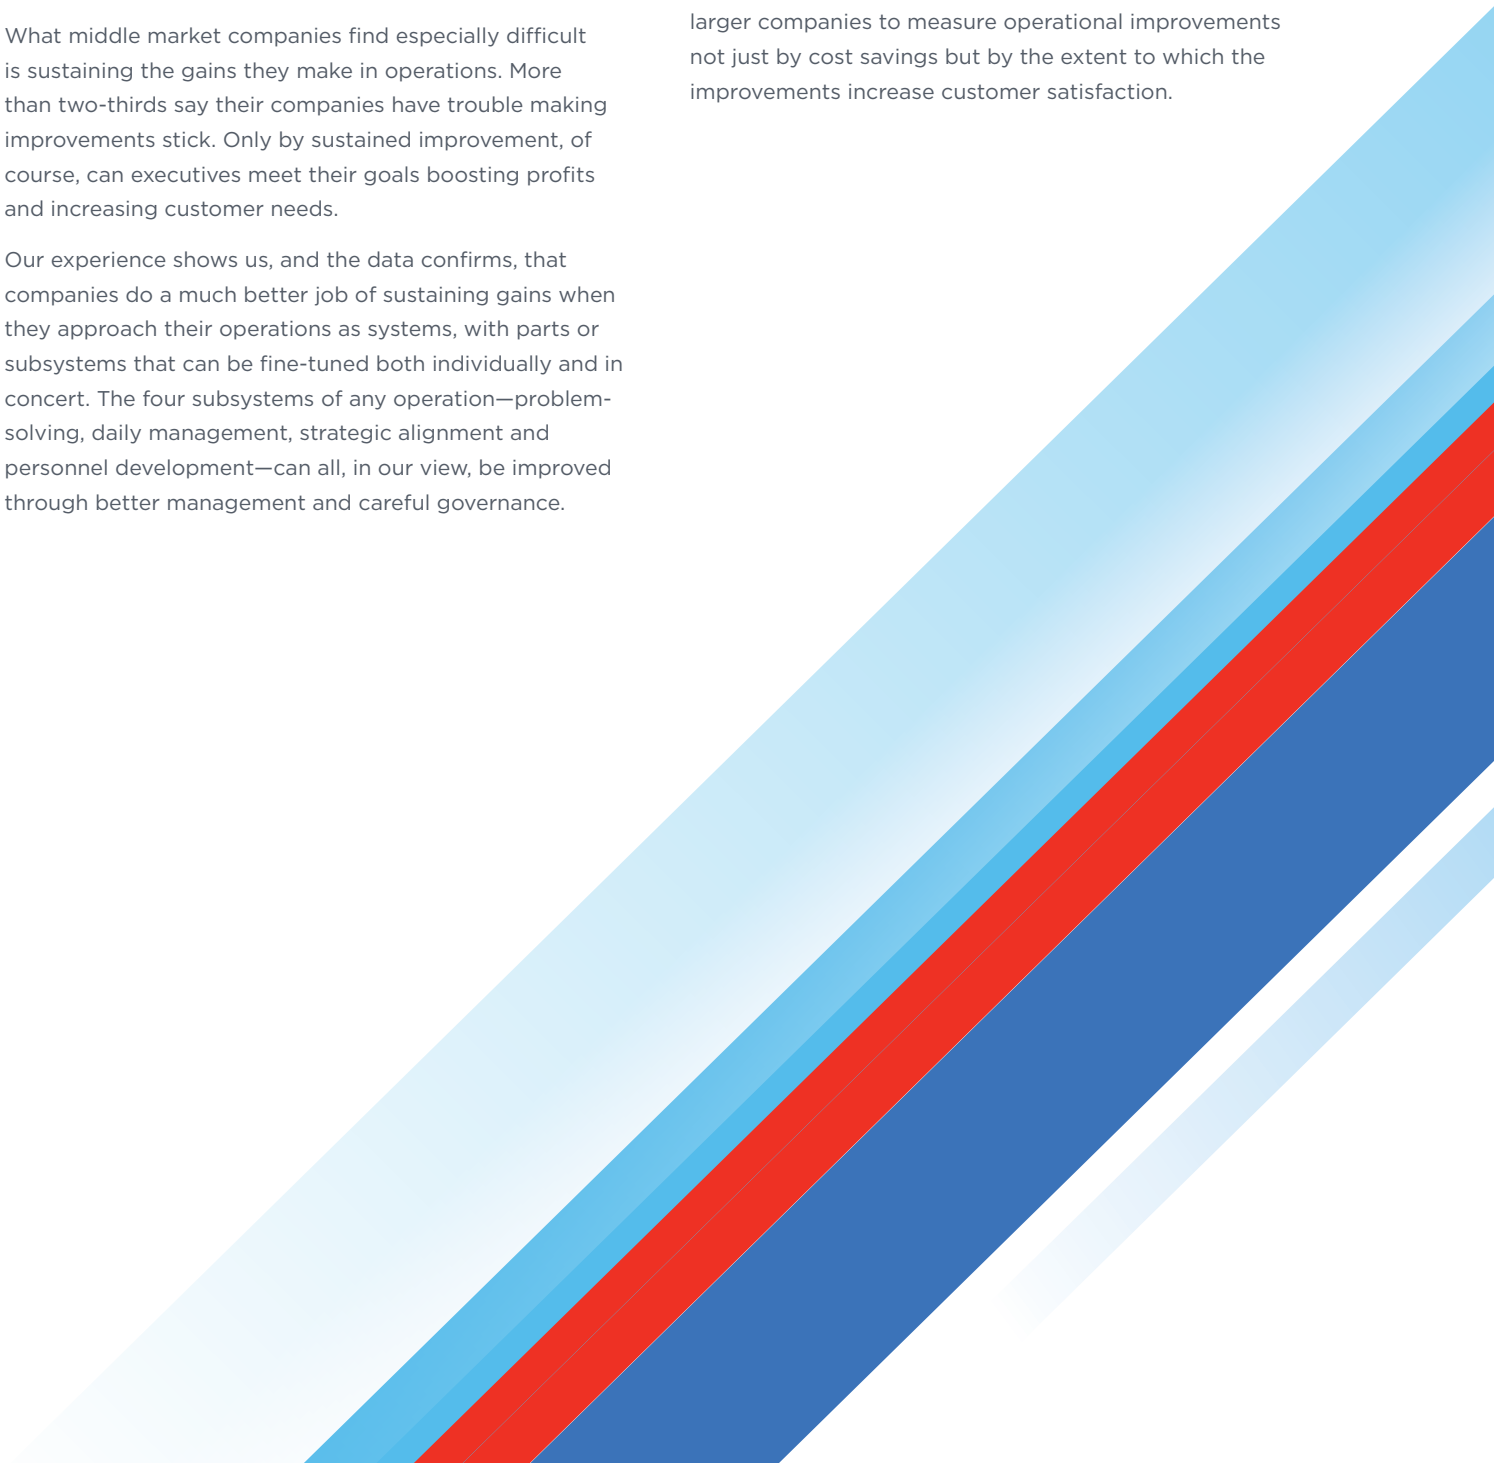 What middle market companies find especially difficult
is sustaining the gains they make in operations. More
than two-thirds say their companies have trouble making
improvements stick. Only by sustained improvement, of
course, can executives meet their goals boosting profits
and increasing customer needs.
Our experience shows us, and the data confirms, that
companies do a much better job of sustaining gains when
they approach their operations as systems, with parts or
subsystems that can be fine-tuned both individually and in
concert. The four subsystems of any operation—problem-
solving, daily management, strategic alignment and
personnel development—can all, in our view, be improved
through better management and careful governance.
larger companies to measure operational improvements
not just by cost savings but by the extent to which the
improvements increase customer satisfaction.